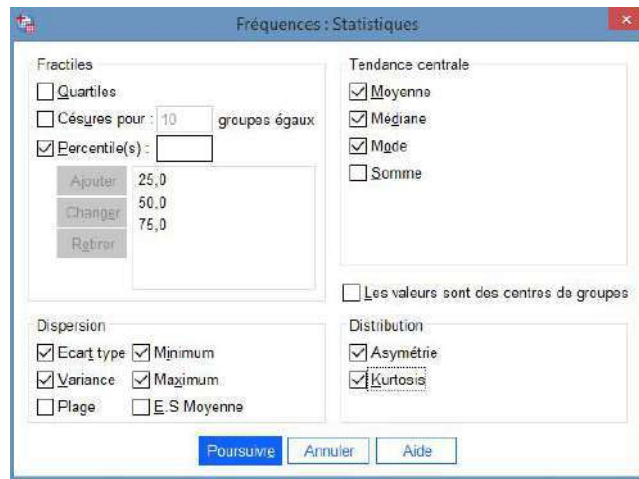 Fréquences : Statistiques
Fractiles
Quartiles
Césures pour : 10 groupes égaux
Percentile(s) :
Ajouter
Changer
Retirer
25,0
50,0
75,0
Tendance centrale
Moyenne
Médiane
Mode
Somme
Les valeurs sont des centres de groupes
Dispersion
Ecart type Minimum
Variance Maximum
Plage E.S Moyenne
Distribution
Asymétrie
Kurtosis
Poursuivre Annuler Aide